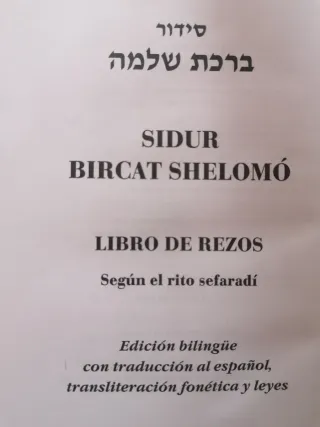 סידור
ברכת שלמה
SIDUR
BIRCAT SHELOMÓ
LIBRO DE REZOS
Según el rito sefaradí
Edición bilingüe
con traducción al español,
transliteración fonética y leyes